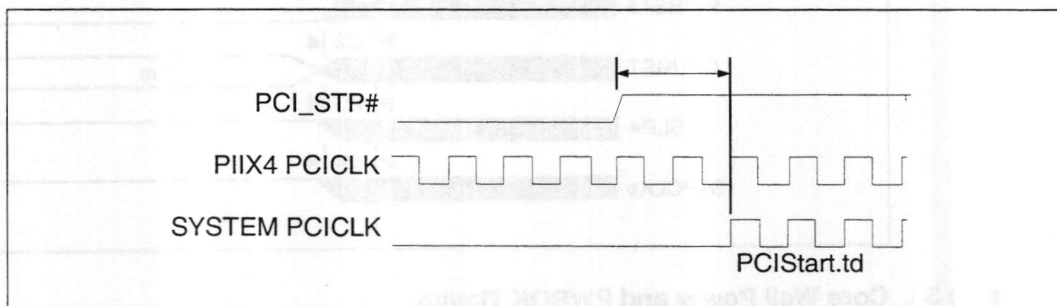 PCI_STP#
PIIX4 PCICLK
SYSTEM PCICLK
PCIStart.td